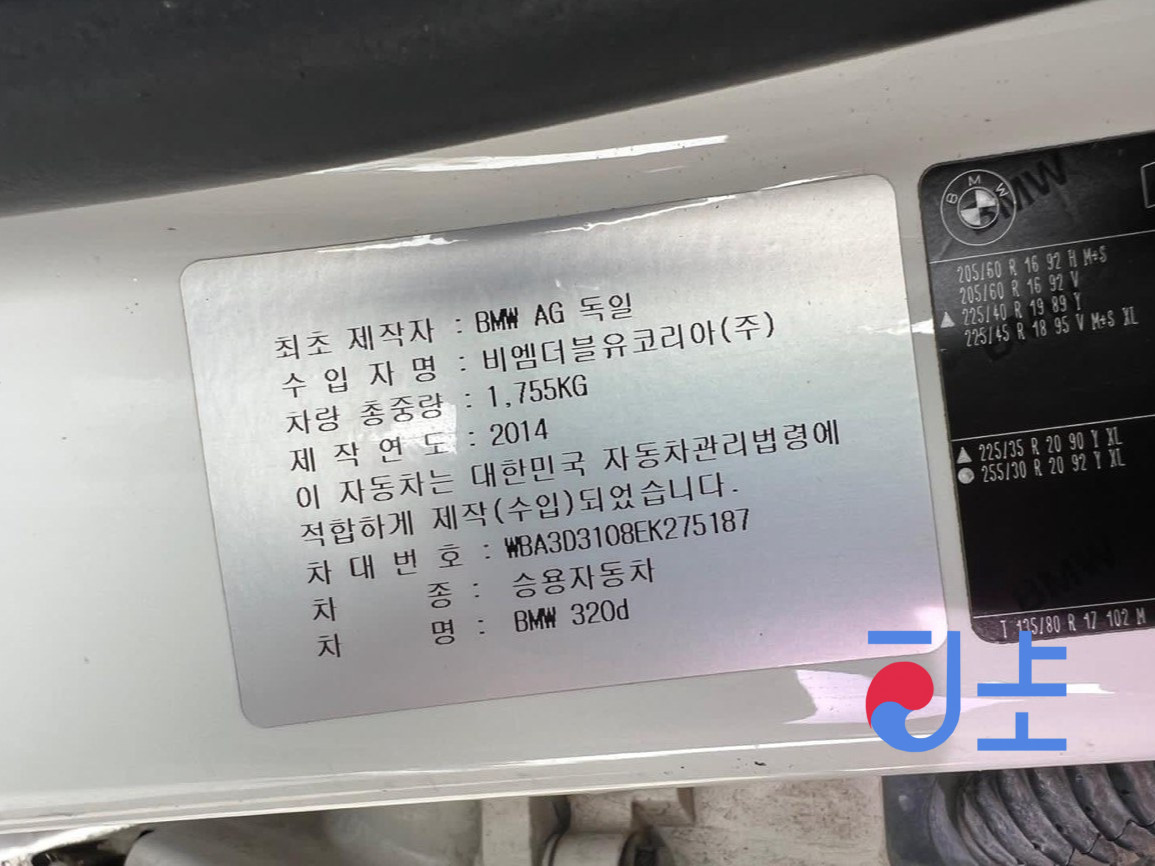 최초 제작자 : BMW AG 독일
수 입 자 명 : 비엠더블유코리아(주)
차량 총중량 : 1,755KG
제 작 연 도 : 2014
이 자동차는 대한민국 자동차관리법령에
적합하게 제작(수입)되었습니다.
차 대 번 호 : WBA3D3108EK275187
차 종 : 승용자동차
차 명 : BMW 320d
BMW
BMW
205/60 R 16 92 H M+S
205/60 R 16 92 V
225/40 R 19 89 Y
225/45 R 18 95 V M+S XL
225/35 R 20 90 Y XL
255/30 R 20 92 Y XL
BMW
T 135/80 R 17 102 M